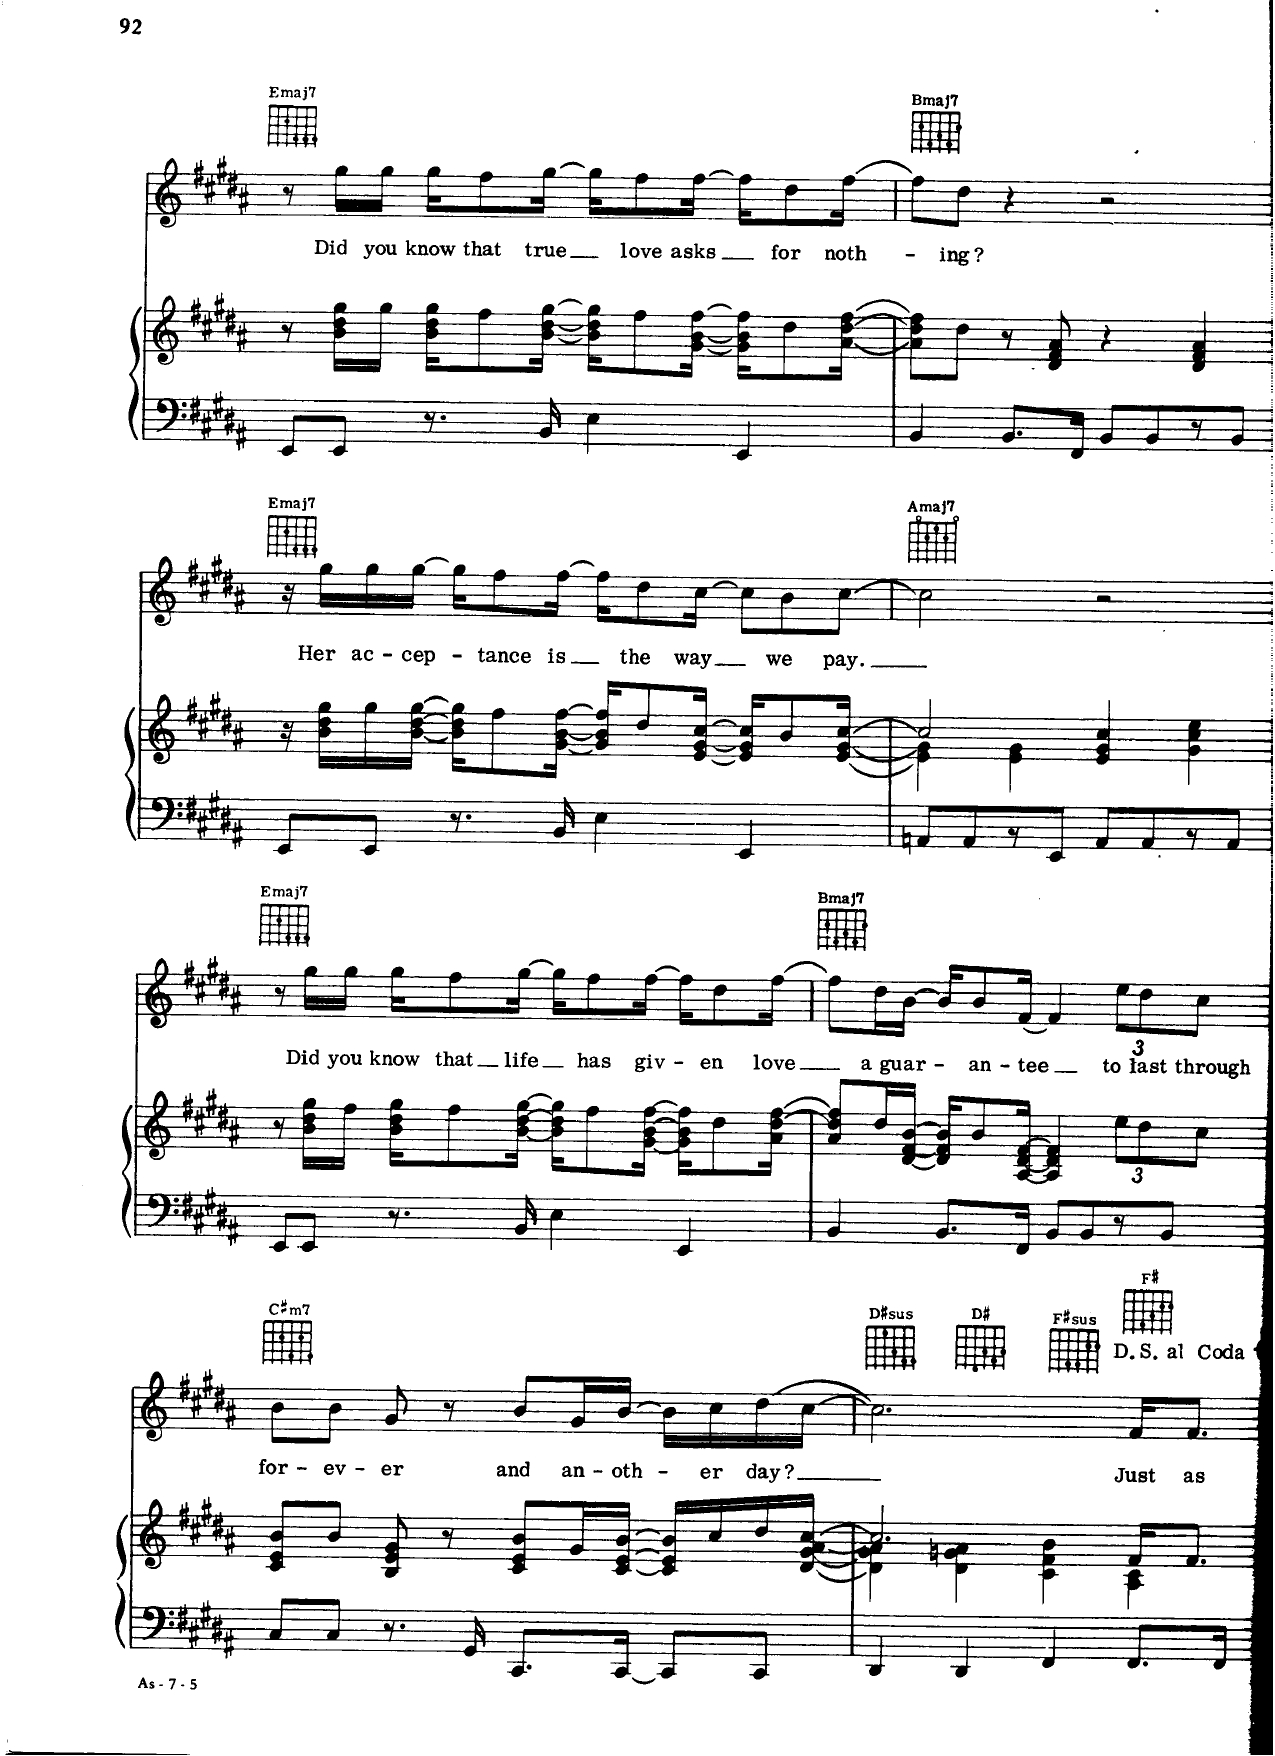 92
Emaj7 Bmaj7
Did you know that true love asks for noth - ing?
Emaj7 Amaj7
Her ac - cep - tance is the way we pay.
Emaj7 Bmaj7
Did you know that life has giv - en love a guar - an - tee to last through
3
3
C♯m7 D♯sus D♯ F♯sus F♯
D. S. al Coda
for - ev - er and an - oth - er day? Just as
As - 7 - 5